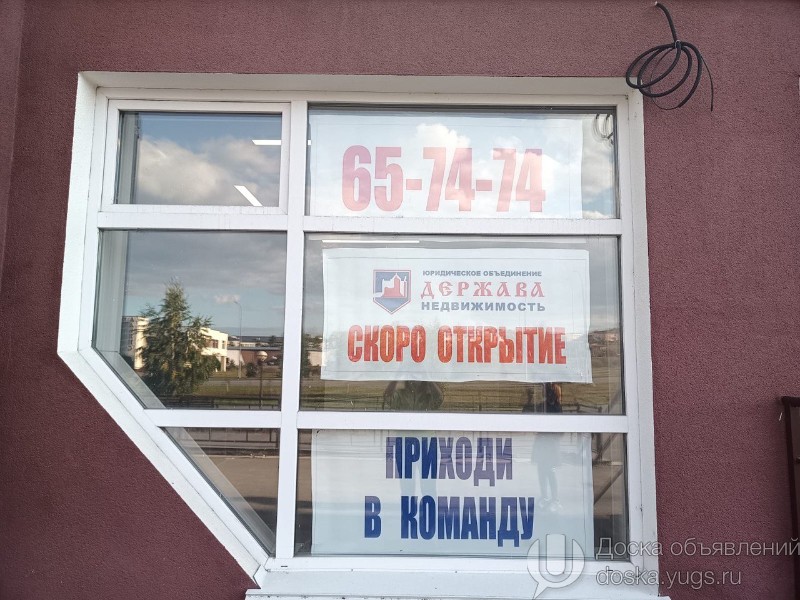 65-74-74
ЮРИДИЧЕСКОЕ ОБЪЕДИНЕНИЕ
ДЕРЖАВА
НЕДВИЖИМОСТЬ
СКОРО ОТКРЫТИЕ
ПРИХОДИ
В КОМАНДУ
Доска объявлений
doska.yugs.ru